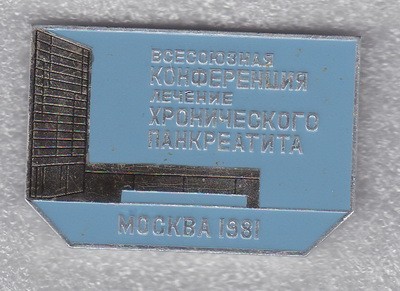 ВСЕСОЮЗНАЯ
КОНФЕРЕНЦИЯ
ЛЕЧЕНИЕ
ХРОНИЧЕСКОГО
ПАНКРЕАТИТА
МОСКВА 1981